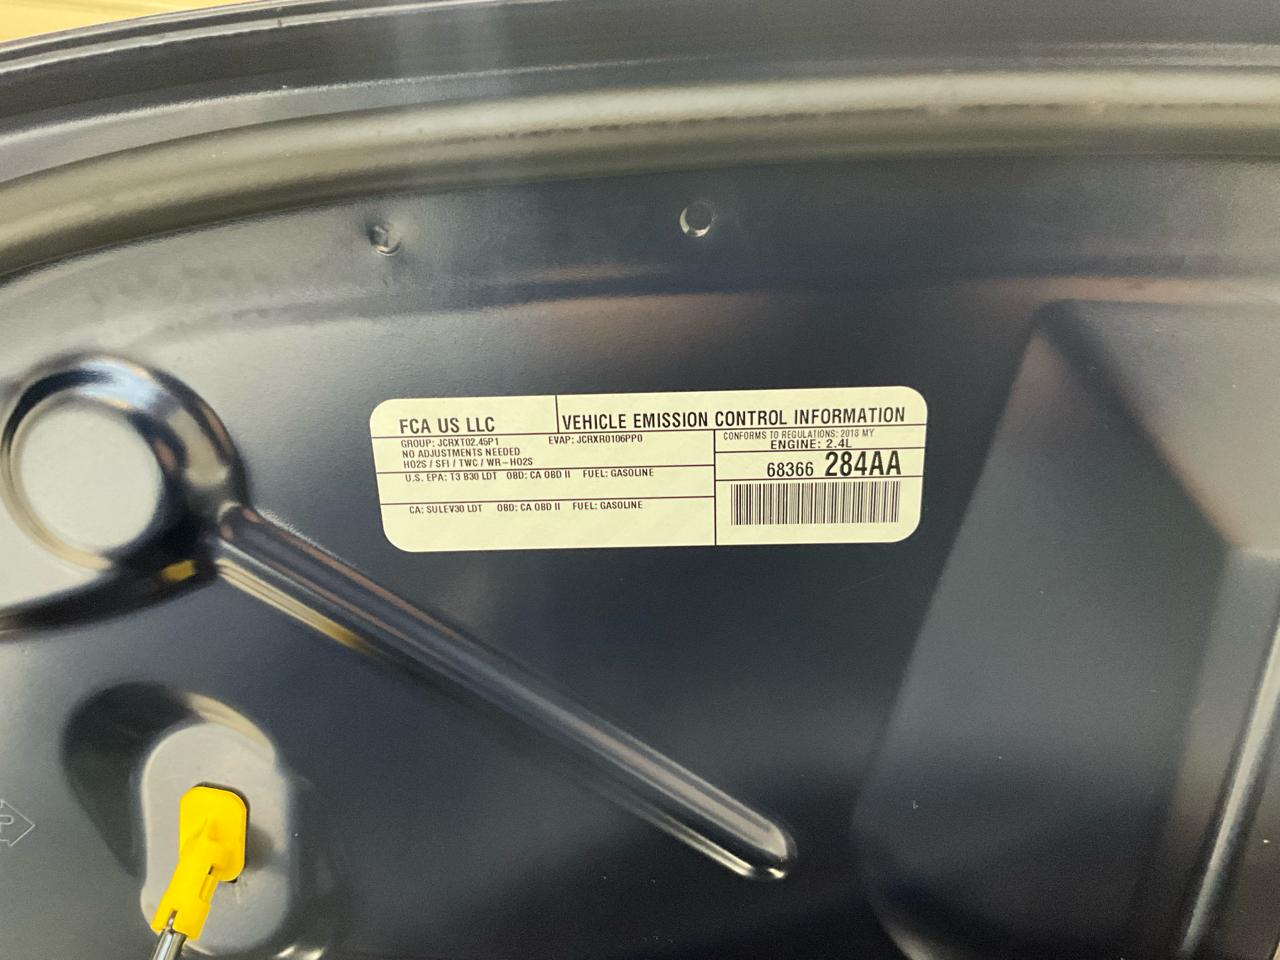 FCA US LLC
VEHICLE EMISSION CONTROL INFORMATION
GROUP: JCRXT02.45P1 EVAP: JCRXR0106PP0
NO ADJUSTMENTS NEEDED
HO2S / SFI / TWC / WR-HO2S
U.S. EPA: T3 B30 LDT OBD: CA OBD II FUEL: GASOLINE
CA: SULEV30 LDT OBD: CA OBD II FUEL: GASOLINE
CONFORMS TO REGULATIONS: 2018 MY
ENGINE: 2.4L
68366 284AA